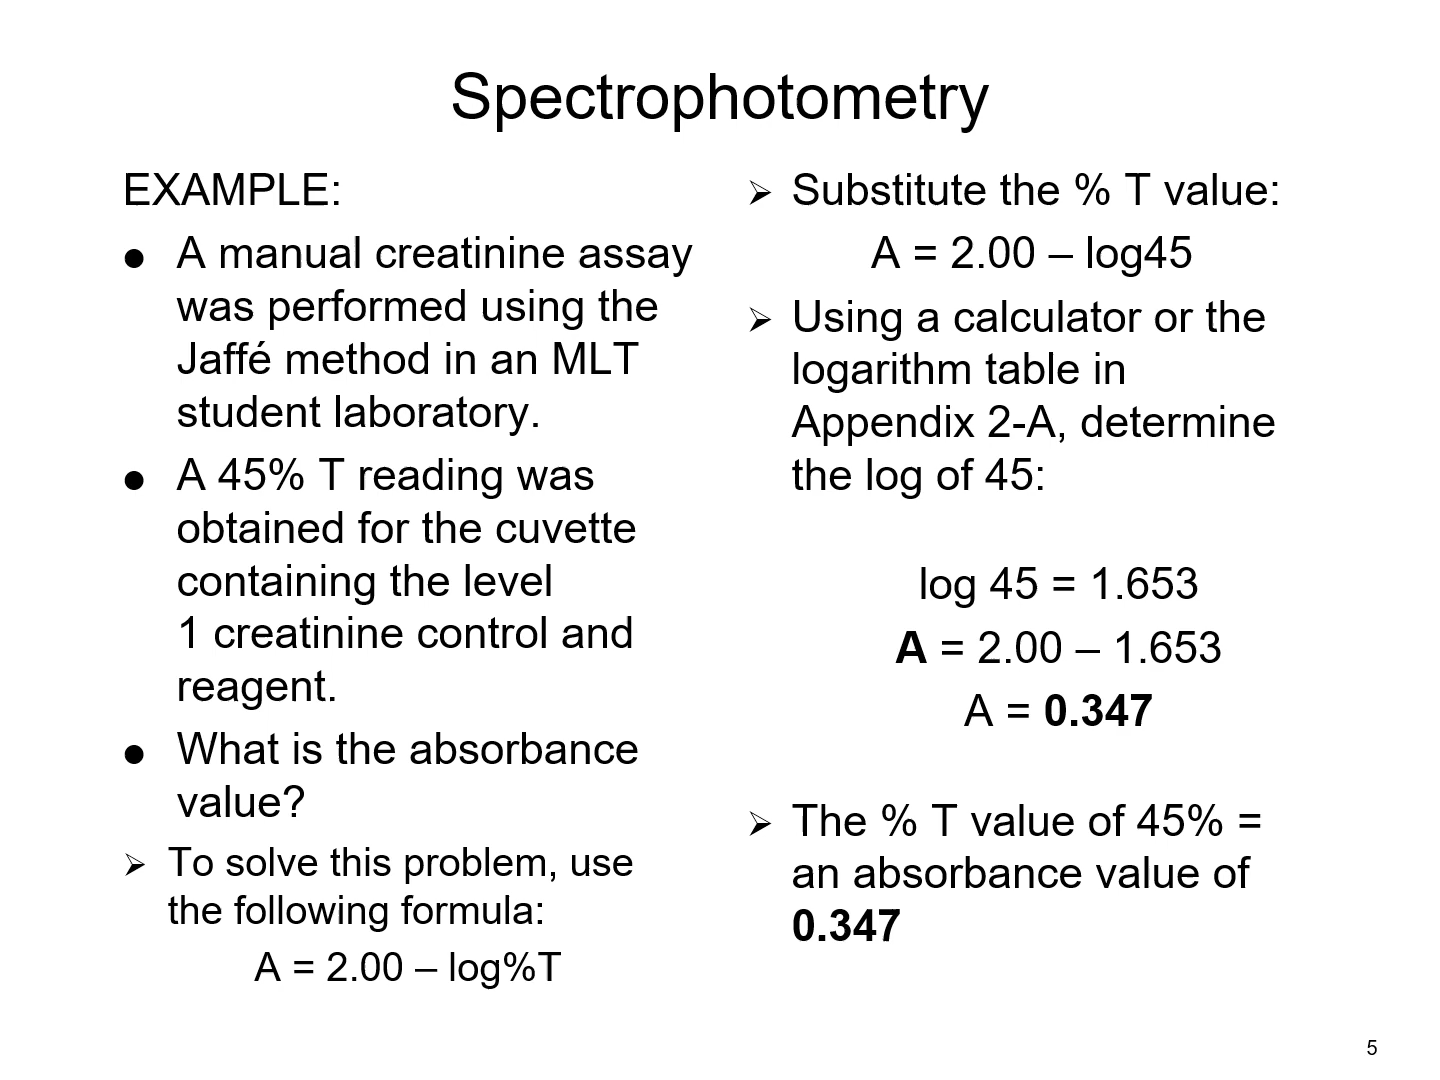 Spectrophotometry
EXAMPLE:
● A manual creatinine assay
was performed using the
Jaffé method in an MLT
student laboratory.
● A 45% T reading was
obtained for the cuvette
containing the level
1 creatinine control and
reagent.
● What is the absorbance
value?
➢ To solve this problem, use
the following formula:
A = 2.00 – log%T
➢ Substitute the % T value:
A = 2.00 – log45
➢ Using a calculator or the
logarithm table in
Appendix 2-A, determine
the log of 45:
log 45 = 1.653
A = 2.00 – 1.653
A = 0.347
➢ The % T value of 45% =
an absorbance value of
0.347
5